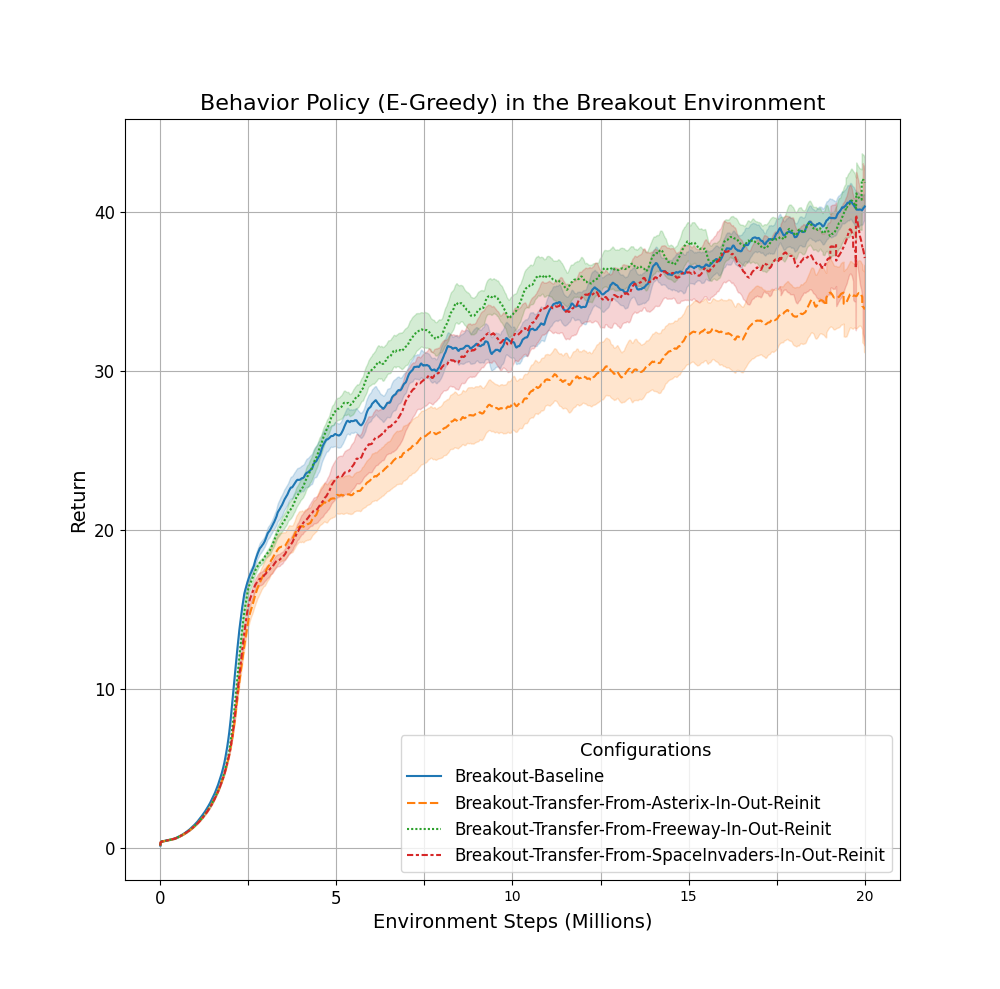 Behavior Policy (E-Greedy) in the Breakout Environment
Return
40
30
20
10
0
Configurations
Breakout-Baseline
Breakout-Transfer-From-Asterix-In-Out-Reinit
Breakout-Transfer-From-Freeway-In-Out-Reinit
Breakout-Transfer-From-SpaceInvaders-In-Out-Reinit
0 5 10 15 20
Environment Steps (Millions)